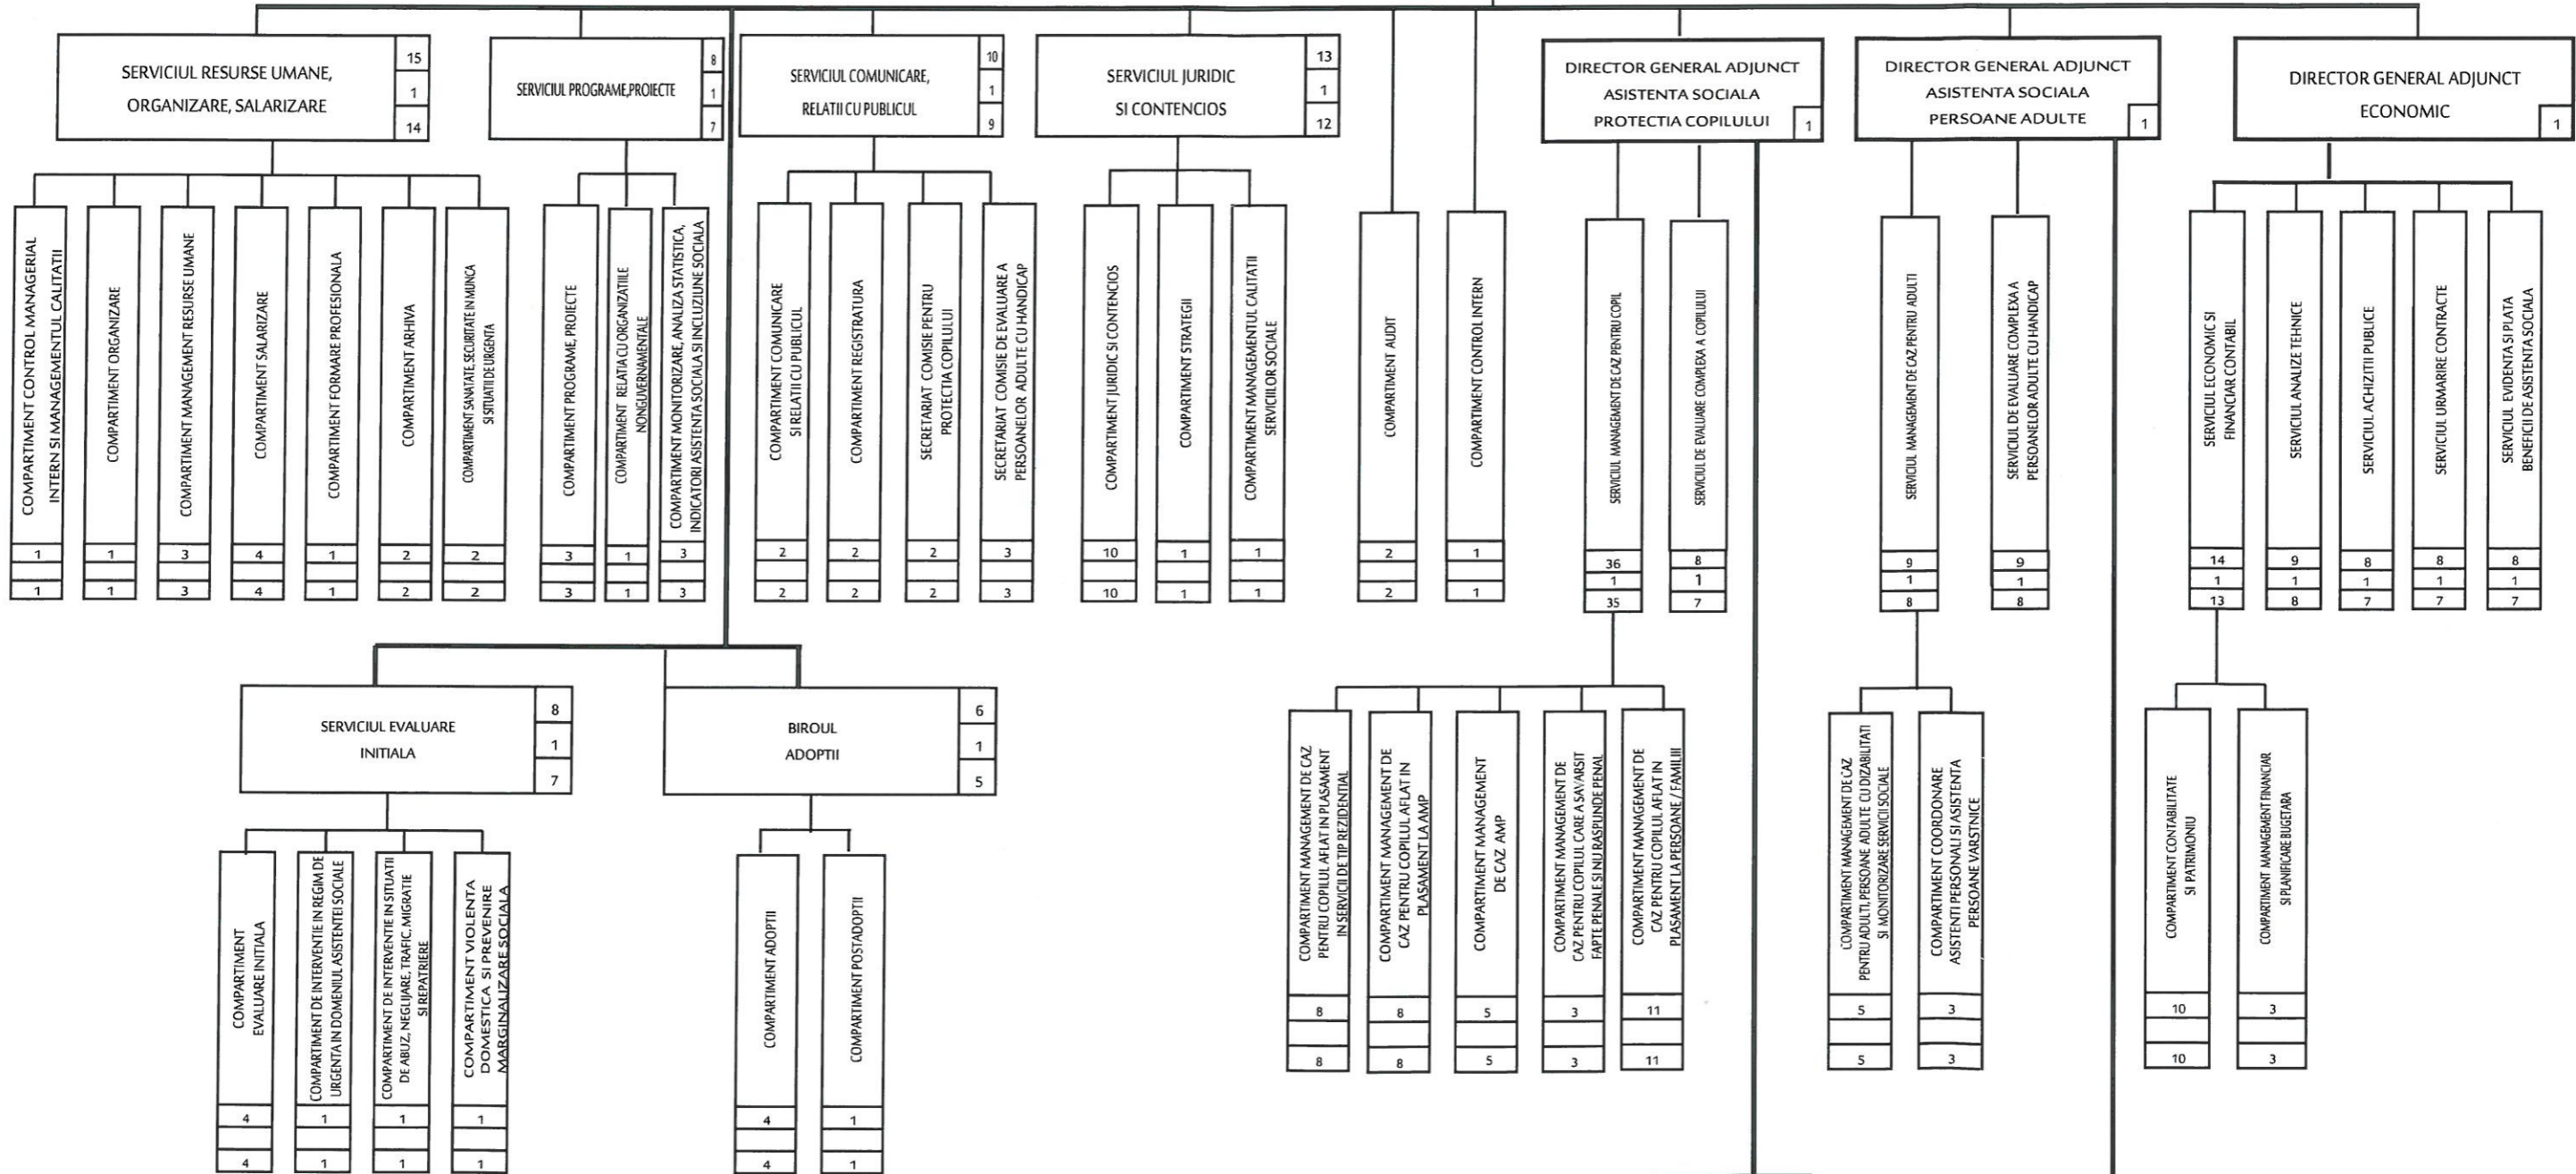 SERVICIUL RESURSE UMANE,
ORGANIZARE, SALARIZARE
15
1
14
SERVICIUL PROGRAME,PROIECTE
8
1
7
SERVICIUL COMUNICARE,
RELATII CU PUBLICUL
10
1
9
SERVICIUL JURIDIC
SI CONTENCIOS
13
1
12
DIRECTOR GENERAL ADJUNCT
ASISTENTA SOCIALA
PROTECTIA COPILULUI
1
DIRECTOR GENERAL ADJUNCT
ASISTENTA SOCIALA
PERSOANE ADULTE
1
DIRECTOR GENERAL ADJUNCT
ECONOMIC
1
COMPARTIMENT CONTROL MANAGERIAL
INTERN SI MANAGEMENTUL CALITATII
1
1
COMPARTIMENT ORGANIZARE
1
1
COMPARTIMENT MANAGEMENT RESURSE UMANE
3
3
COMPARTIMENT SALARIZARE
4
4
COMPARTIMENT FORMARE PROFESIONALA
1
1
COMPARTIMENT ARHIVA
2
2
COMPARTIMENT SANATATE, SECURITATE IN MUNCA
SI SITUATII DE URGENTA
2
2
COMPARTIMENT PROGRAME, PROIECTE
3
3
COMPARTIMENT RELATIA CU ORGANIZATIILE
NONGUVERNAMENTALE
1
1
COMPARTIMENT MONITORIZARE, ANALIZA STATISTICA,
INDICATORI ASISTENTA SOCIALA SI INCLUZIUNE SOCIALA
3
3
COMPARTIMENT COMUNICARE
SI RELATII CU PUBLICUL
2
2
COMPARTIMENT REGISTRATURA
2
2
SECRETARIAT COMISIE PENTRU
PROTECTIA COPILULUI
2
2
SECRETARIAT COMISIE DE EVALUARE A
PERSOANELOR ADULTE CU HANDICAP
3
3
COMPARTIMENT JURIDIC SI CONTENCIOS
10
10
COMPARTIMENT STRATEGII
1
1
COMPARTIMENT MANAGEMENTUL CALITATII
SERVICIILOR SOCIALE
1
1
COMPARTIMENT AUDIT
2
2
COMPARTIMENT CONTROL INTERN
1
1
SERVICIUL MANAGEMENT DE CAZ PENTRU COPIL
36
1
35
SERVICIUL DE EVALUARE COMPLEXA A COPILULUI
8
1
7
SERVICIUL MANAGEMENT DE CAZ PENTRU ADULTI
9
1
8
SERVICIUL DE EVALUARE COMPLEXA A
PERSOANELOR ADULTE CU HANDICAP
9
1
8
SERVICIUL ECONOMIC SI
FINANCIAR CONTABIL
14
1
13
SERVICIUL ANALIZE TEHNICE
9
1
8
SERVICIUL ACHIZITII PUBLICE
8
1
7
SERVICIUL URMARIRE CONTRACTE
8
1
7
SERVICIUL EVIDENTA SI PLATA
BENEFICII DE ASISTENTA SOCIALA
8
1
7
SERVICIUL EVALUARE
INITIALA
8
1
7
BIROUL
ADOPTII
6
1
5
COMPARTIMENT
EVALUARE INITIALA
4
4
COMPARTIMENT DE INTERVENTIE IN REGIM DE
URGENTA IN DOMENIUL ASISTENTEI SOCIALE
1
1
COMPARTIMENT DE INTERVENTIE IN SITUATII
DE ABUZ, NEGLIJARE, TRAFIC, MIGRATIE
SI REPATRIERE
1
1
COMPARTIMENT VIOLENTA
DOMESTICA SI PREVENIRE
MARGINALIZARE SOCIALA
1
1
COMPARTIMENT ADOPTII
4
4
COMPARTIMENT POSTADOPTII
1
1
COMPARTIMENT MANAGEMENT DE CAZ
PENTRU COPILUL AFLAT IN PLASAMENT
IN SERVICII DE TIP REZIDENTIAL
8
8
COMPARTIMENT MANAGEMENT DE
CAZ PENTRU COPILUL AFLAT IN
PLASAMENT LA AMP
8
8
COMPARTIMENT MANAGEMENT
DE CAZ AMP
5
5
COMPARTIMENT MANAGEMENT DE
CAZ PENTRU COPILUL CARE A SAVARSIT
FAPTE PENALE SI NU RASPUNDE PENAL
3
3
COMPARTIMENT MANAGEMENT DE
CAZ PENTRU COPILUL AFLAT IN
PLASAMENT LA PERSOANE / FAMILII
11
11
COMPARTIMENT MANAGEMENT DE CAZ
PENTRU ADULTI, PERSOANE ADULTE CU DIZABILITATI
SI MONITORIZARE SERVICII SOCIALE
5
5
COMPARTIMENT COORDONARE
ASISTENTI PERSONALI SI ASISTENTA
PERSOANE VARSTNICE
3
3
COMPARTIMENT CONTABILITATE
SI PATRIMONIU
10
10
COMPARTIMENT MANAGEMENT FINANCIAR
SI PLANIFICARE BUGETARA
3
3